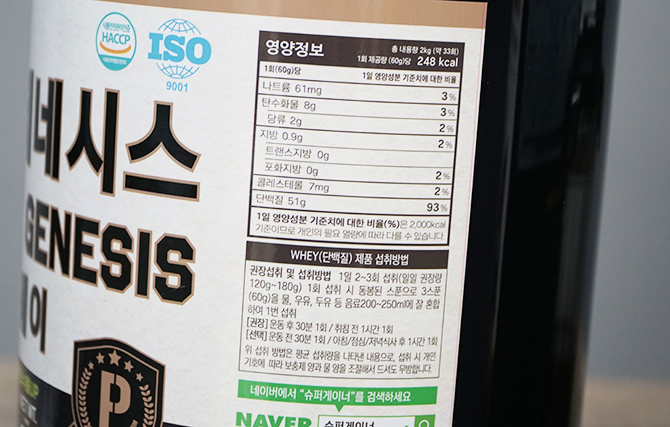 HACCP
ISO
9001
네시스
GENESIS
이
영양정보
총 내용량 2kg (약 33회)
1회 제공량 (60g)당 248 kcal
1회(60g)당 1일 영양성분 기준치에 대한 비율
나트륨 61mg 3%
탄수화물 8g 3%
당류 2g 2%
지방 0.9g 2%
트랜스지방 0g
포화지방 0g
콜레스테롤 7mg 2%
단백질 51g 93%
1일 영양성분 기준치에 대한 비율(%)은 2,000kcal
기준이므로 개인의 필요 열량에 따라 다를 수 있습니다.
WHEY(단백질) 제품 섭취방법
권장섭취 및 섭취방법 1일 2~3회 섭취(일일 권장량
120g~180g) 1회 섭취 시 동봉된 스푼으로 3스푼
(60g)을 물, 우유, 두유 등 음료200~250ml에 잘 혼합
하여 1번 섭취
[권장] 운동 후 30분 1회 / 취침 전 1시간 1회
[선택] 운동 전 30분 1회 / 아침/점심/저녁식사 후 1시간 1회
위 섭취 방법은 평균 섭취량을 나타낸 내용으로, 섭취 시 개인
기호에 따라 보충제 양과 물 양을 조절해서 드셔도 무방합니다.
네이버에서 "슈퍼게이너"를 검색하세요
NAVER 슈퍼게이너